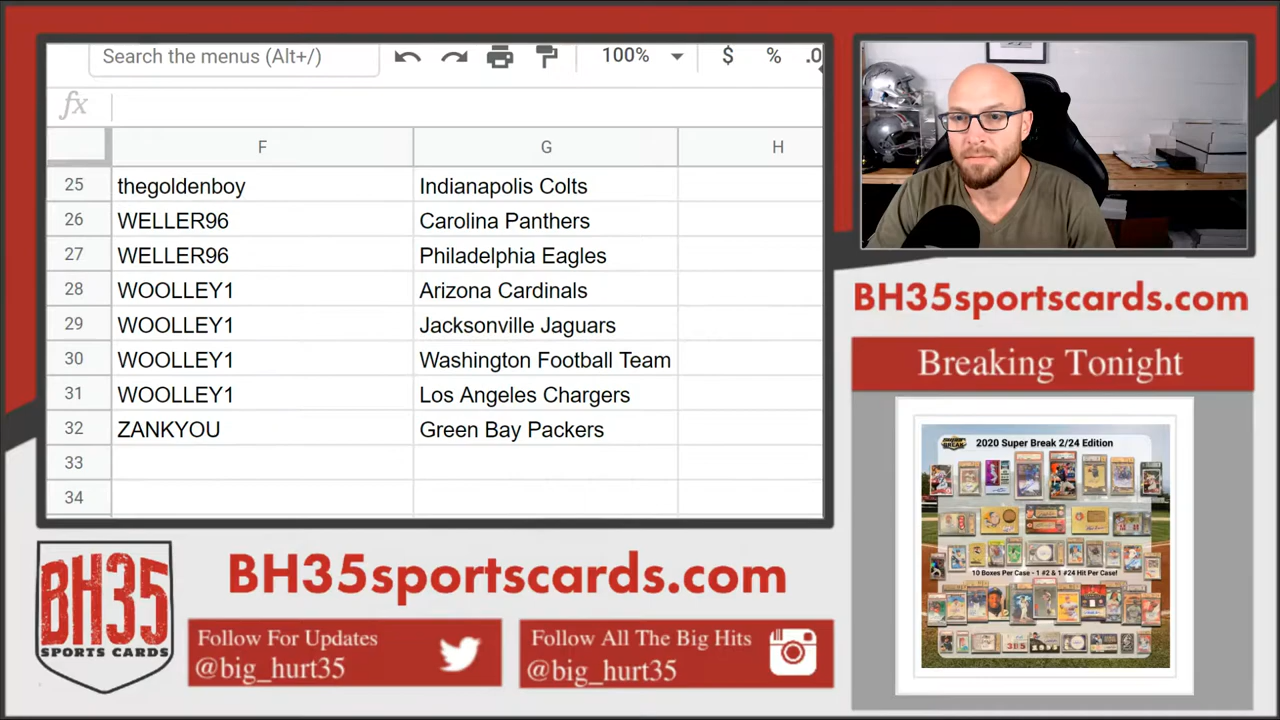 Search the menus (Alt+/)
100%
$
%
.0
fx
F
G
H
25 thegoldenboy Indianapolis Colts
26 WELLER96 Carolina Panthers
27 WELLER96 Philadelphia Eagles
28 WOOLLEY1 Arizona Cardinals
29 WOOLLEY1 Jacksonville Jaguars
30 WOOLLEY1 Washington Football Team
31 WOOLLEY1 Los Angeles Chargers
32 ZANKYOU Green Bay Packers
33
34
BH35sportscards.com
Breaking Tonight
2020 Super Break 2/24 Edition
10 Boxes Per Case - 1 #2 & 1 #24 Hit Per Case!
BH35
SPORTS CARDS
BH35sportscards.com
Follow For Updates
@big_hurt35
Follow All The Big Hits
@big_hurt35